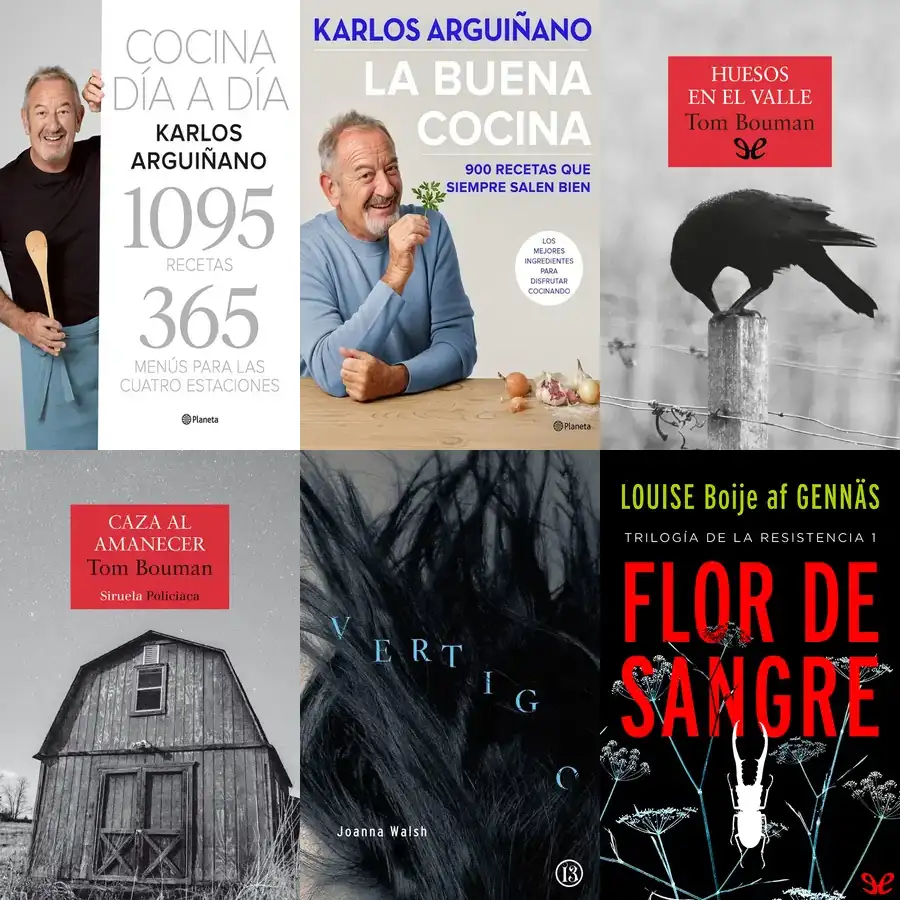 COCINA
DÍA A DÍA
KARLOS
ARGUIÑANO
1095
RECETAS
365
MENÚS PARA LAS
CUATRO ESTACIONES
Planeta
KARLOS ARGUIÑANO
LA BUENA
COCINA
900 RECETAS QUE
SIEMPRE SALEN BIEN
LOS
MEJORES
INGREDIENTES
PARA
DISFRUTAR
COCINANDO
Planeta
HUESOS
EN EL VALLE
Tom Bouman
CAZA AL
AMANECER
Tom Bouman
Siruela Policiaca
VERTIGO
Joanna Walsh
13
LOUISE Boije af GENNÄS
TRILOGÍA DE LA RESISTENCIA 1
FLOR DE
SANGRE